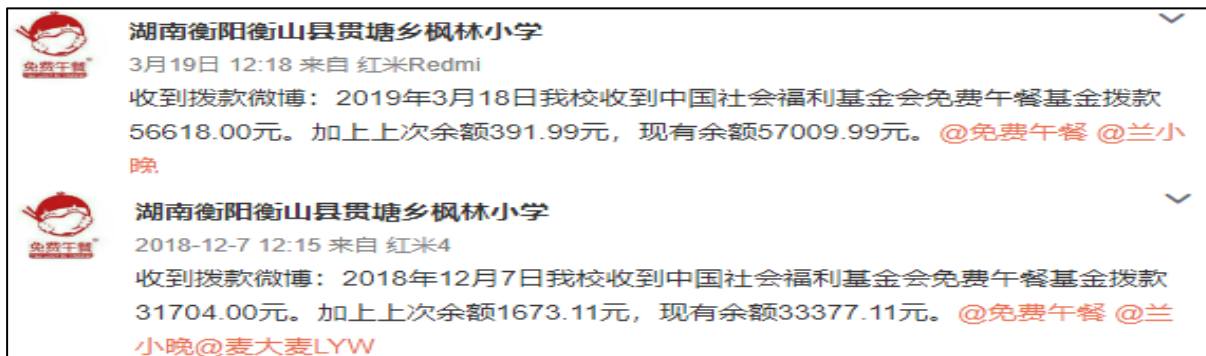 湖南衡阳衡山县贯塘乡枫林小学
3月19日 12:18 来自 红米Redmi
免费午餐
收到拨款微博：2019年3月18日我校收到中国社会福利基金会免费午餐基金拨款
56618.00元。加上上次余额391.99元，现有余额57009.99元。@免费午餐 @兰小
晚
湖南衡阳衡山县贯塘乡枫林小学
2018-12-7 12:15 来自 红米4
免费午餐
收到拨款微博：2018年12月7日我校收到中国社会福利基金会免费午餐基金拨款
31704.00元。加上上次余额1673.11元，现有余额33377.11元。@免费午餐 @兰
小晚@麦大麦LYW